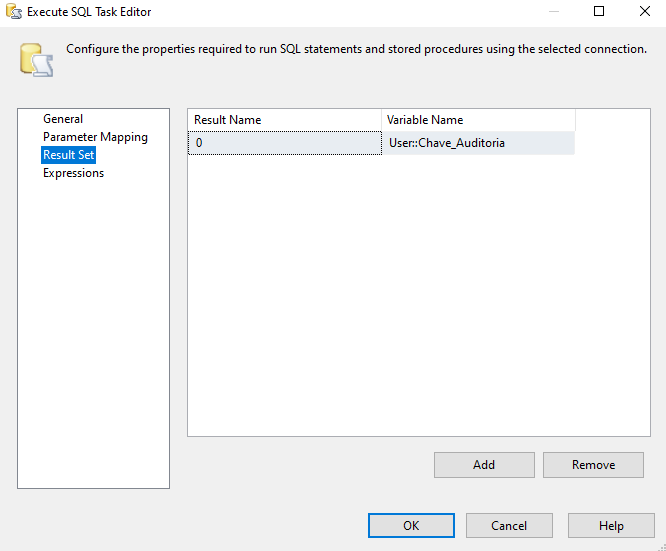 Execute SQL Task Editor
Configure the properties required to run SQL statements and stored procedures using the selected connection.
General
Parameter Mapping
Result Set
Expressions
Result Name Variable Name
0 User::Chave_Auditoria
Add Remove
OK Cancel Help